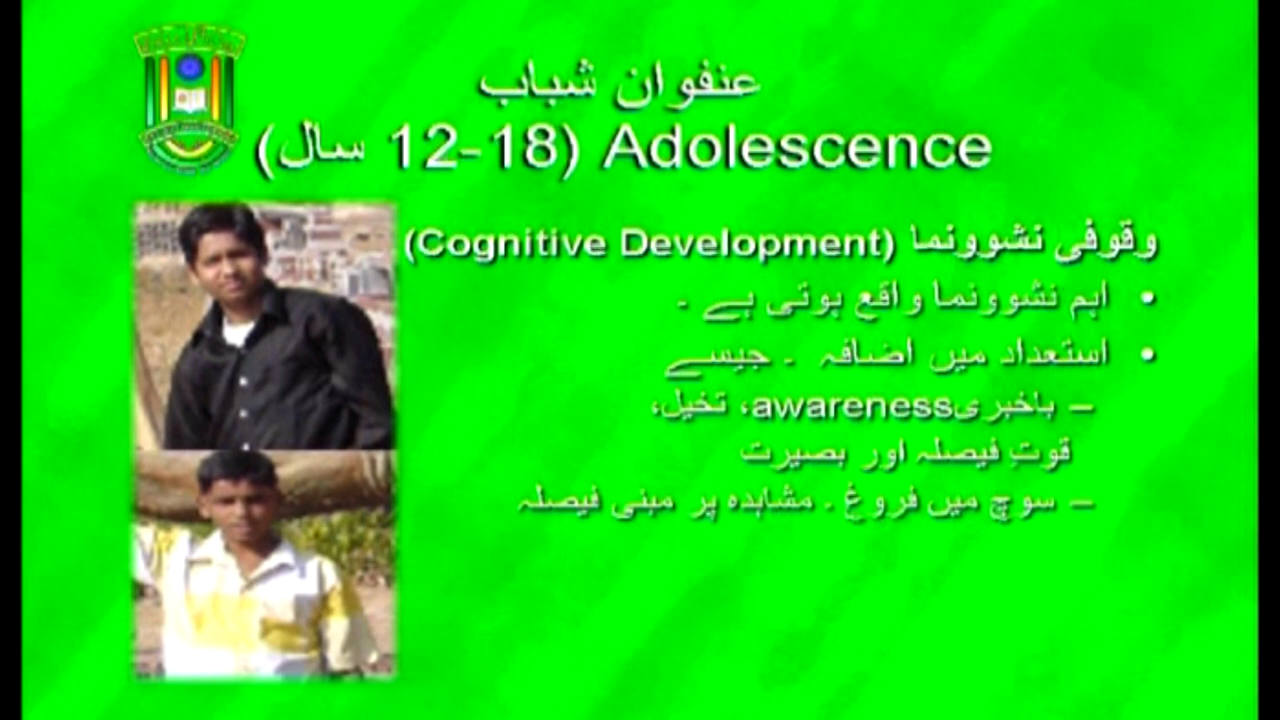 عنفوان شباب
Adolescence (12-18 سال)
وقوفی نشوونما (Cognitive Development)
• اہم نشوونما واقع ہوتی ہے ۔
• استعداد میں اضافہ ۔ جیسے
– باخبری awareness، تخیل،
قوتِ فیصلہ اور بصیرت
– سوچ میں فروغ ۔ مشاہدہ پر مبنی فیصلہ